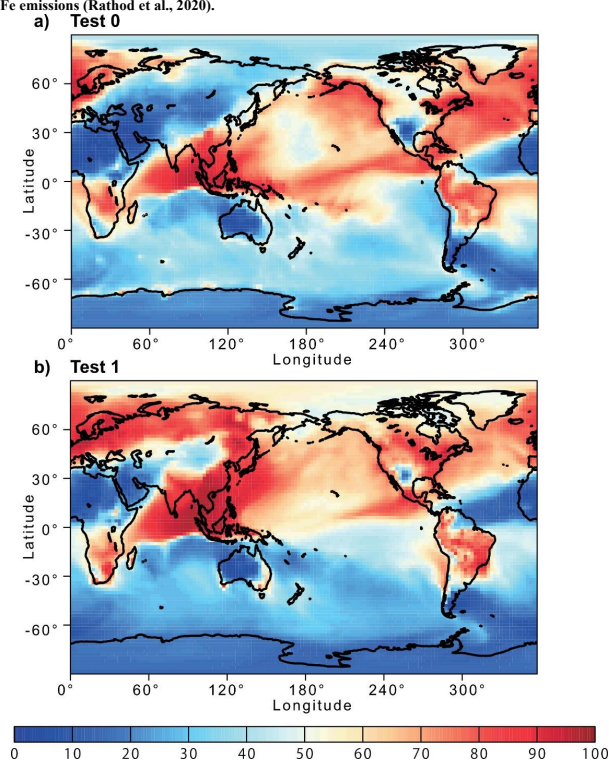 Fe emissions (Rathod et al., 2020).
a) Test 0
60°
30°
0°
-30°
-60°
Latitude
0° 60° 120° 180° 240° 300°
Longitude
b) Test 1
60°
30°
0°
-30°
-60°
Latitude
0° 60° 120° 180° 240° 300°
Longitude
0 10 20 30 40 50 60 70 80 90 100